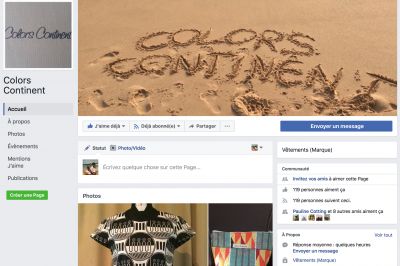 Colors Continent
COLORS
CONTINENT
Colors
Continent
Accueil
À propos
Photos
Évènements
Mentions
J'aime
Publications
Créer une Page
J'aime déjà
Déjà abonné(e)
Partager
Envoyer un message
Statut
Photo/Vidéo
Écrivez quelque chose sur cette Page...
Photos
Vêtements (Marque)
Communauté
Invitez vos amis à aimer cette Page
119 personnes aiment ça
119 personnes suivent ceci.
Pauline Cotting et 8 autres amis aiment
ça
À Propos
Voir tout
Réponse moyenne : quelques heures
Envoyer un message
Vêtements (Marque)